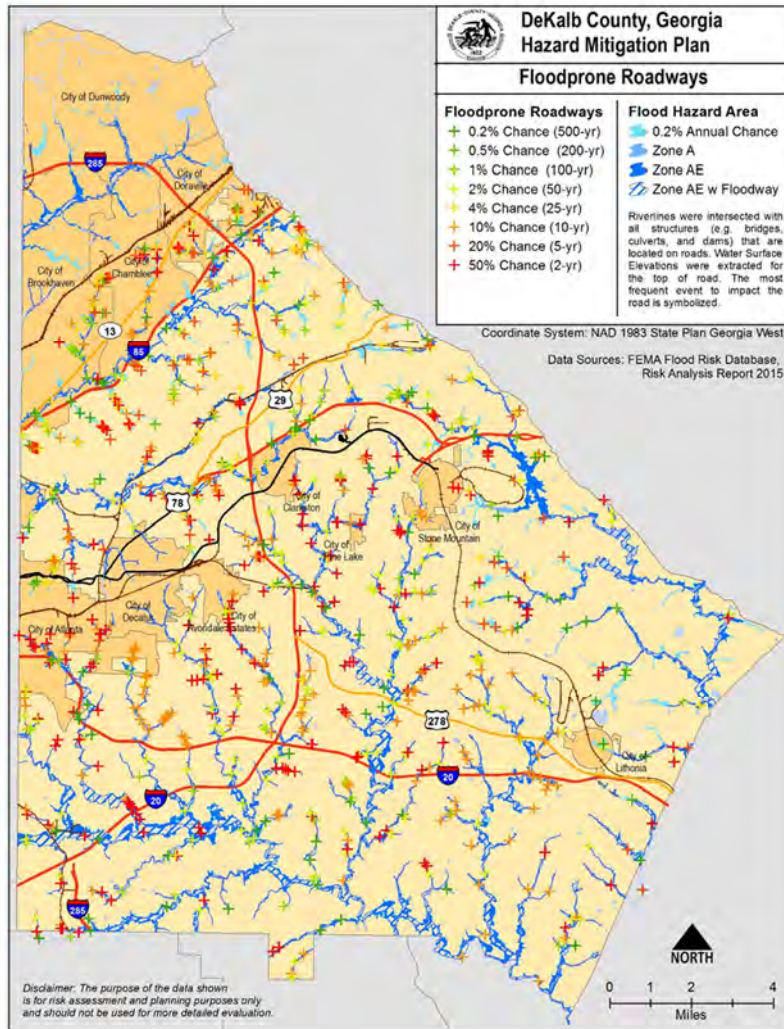 DeKalb County, Georgia
Hazard Mitigation Plan
Floodprone Roadways
Floodprone Roadways
0.2% Chance (500-yr)
0.5% Chance (200-yr)
1% Chance (100-yr)
2% Chance (50-yr)
4% Chance (25-yr)
10% Chance (10-yr)
20% Chance (5-yr)
50% Chance (2-yr)
Flood Hazard Area
0.2% Annual Chance
Zone A
Zone AE
Zone AE w Floodway
Riverlines were intersected with
all structures (e.g. bridges,
culverts, and dams) that are
located on roads. Water Surface
Elevations were extracted for
the top of road. The most
frequent event to impact the
road is symbolized.
Coordinate System: NAD 1983 State Plan Georgia West
Data Sources: FEMA Flood Risk Database,
Risk Analysis Report 2015
City of Dunwoody
285
City of
Doraville
City of
Chamblee
City of
Brookhaven
13
85
29
78
City of
Clarkston
City of
Pine Lake
City of
Stone Mountain
City of Atlanta
City of
Decatur
City of
Avondale Estates
278
City of
Lithonia
20
20
285
NORTH
0 1 2 4
Miles
Disclaimer: The purpose of the data shown
is for risk assessment and planning purposes only
and should not be used for more detailed evaluation.